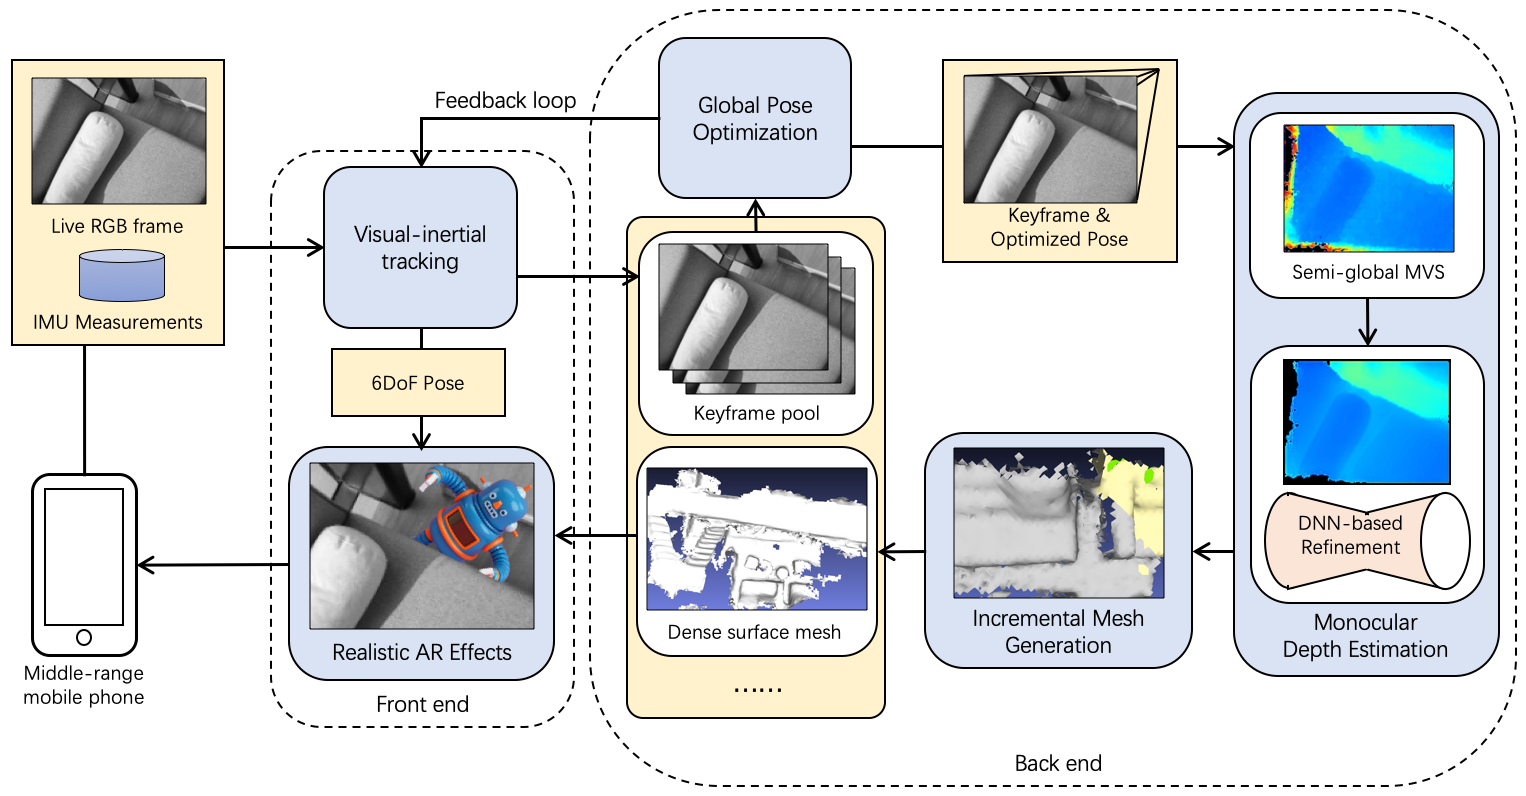 Live RGB frame
IMU Measurements
Middle-range
mobile phone
Feedback loop
Visual-inertial
tracking
6DoF Pose
Realistic AR Effects
Front end
Global Pose
Optimization
Keyframe pool
Dense surface mesh
......
Keyframe &
Optimized Pose
Semi-global MVS
DNN-based
Refinement
Monocular
Depth Estimation
Incremental Mesh
Generation
Back end